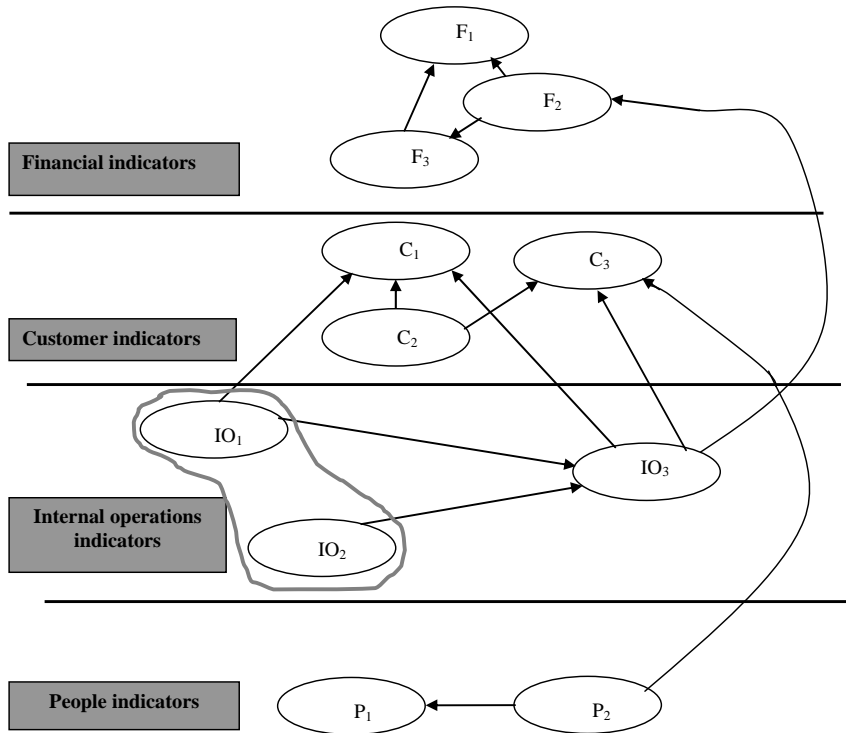 F₁
F₂
F₃
Financial indicators
C₁
C₃
C₂
Customer indicators
IO₁
IO₃
Internal operations
indicators
IO₂
People indicators
P₁
P₂